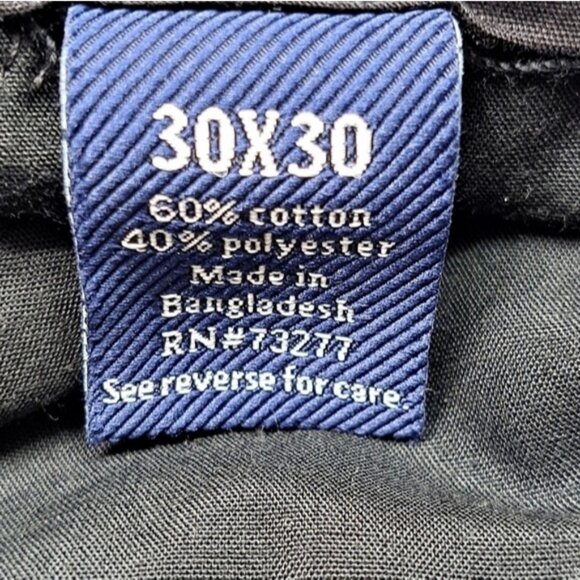 30X30
60% cotton
40% polyester
Made in
Bangladesh
RN#73277
See reverse for care.